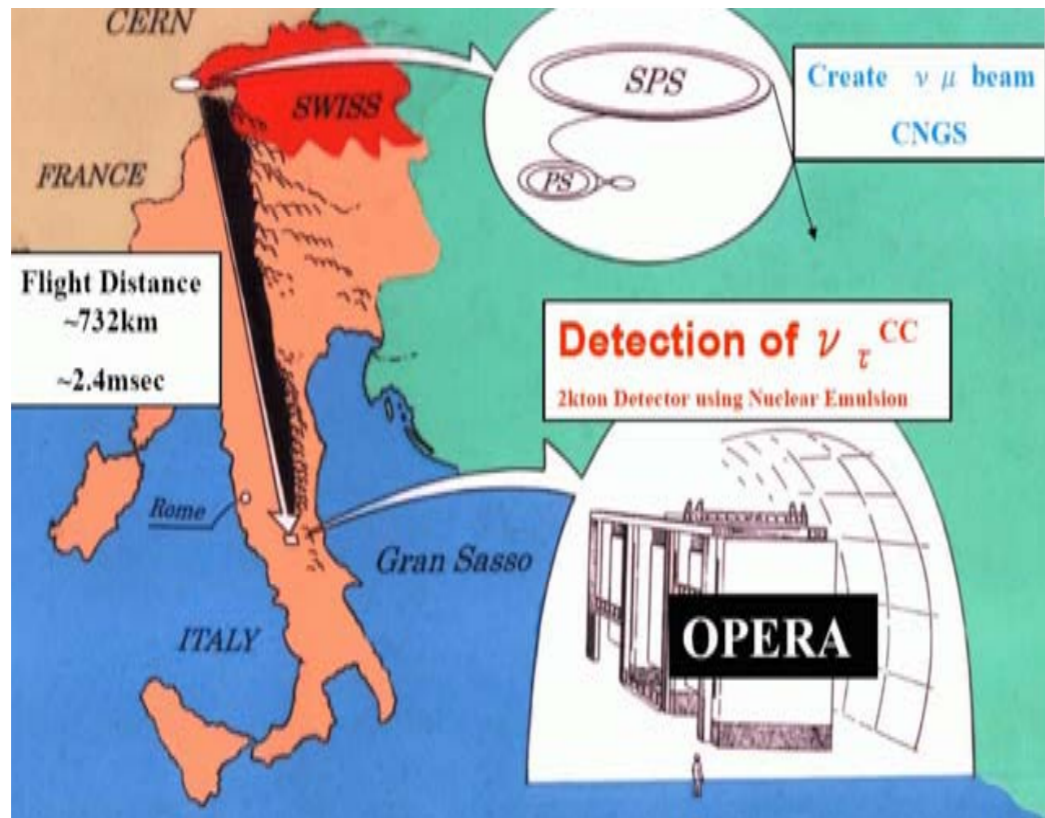 CERN
SWISS
FRANCE
SPS
PS
Create ν μ beam
CNGS
Flight Distance
~732km
~2.4msec
Detection of ν τ CC
2kton Detector using Nuclear Emulsion
Rome
Gran Sasso
ITALY
OPERA